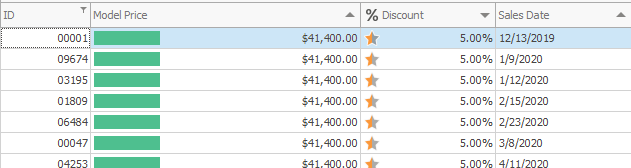 ID Model Price % Discount Sales Date
00001 $41,400.00 5.00% 12/13/2019
09674 $41,400.00 5.00% 1/9/2020
03195 $41,400.00 5.00% 1/12/2020
01809 $41,400.00 5.00% 2/15/2020
06484 $41,400.00 5.00% 2/23/2020
00047 $41,400.00 5.00% 3/8/2020
04253 $41,400.00 5.00% 4/11/2020